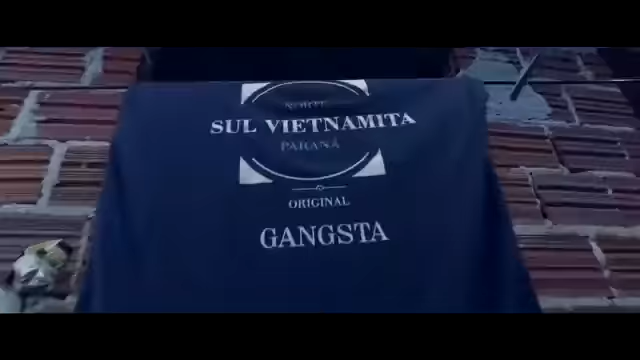 NORTE
SUL VIETNAMITA
PARANÁ
ORIGINAL
GANGSTA